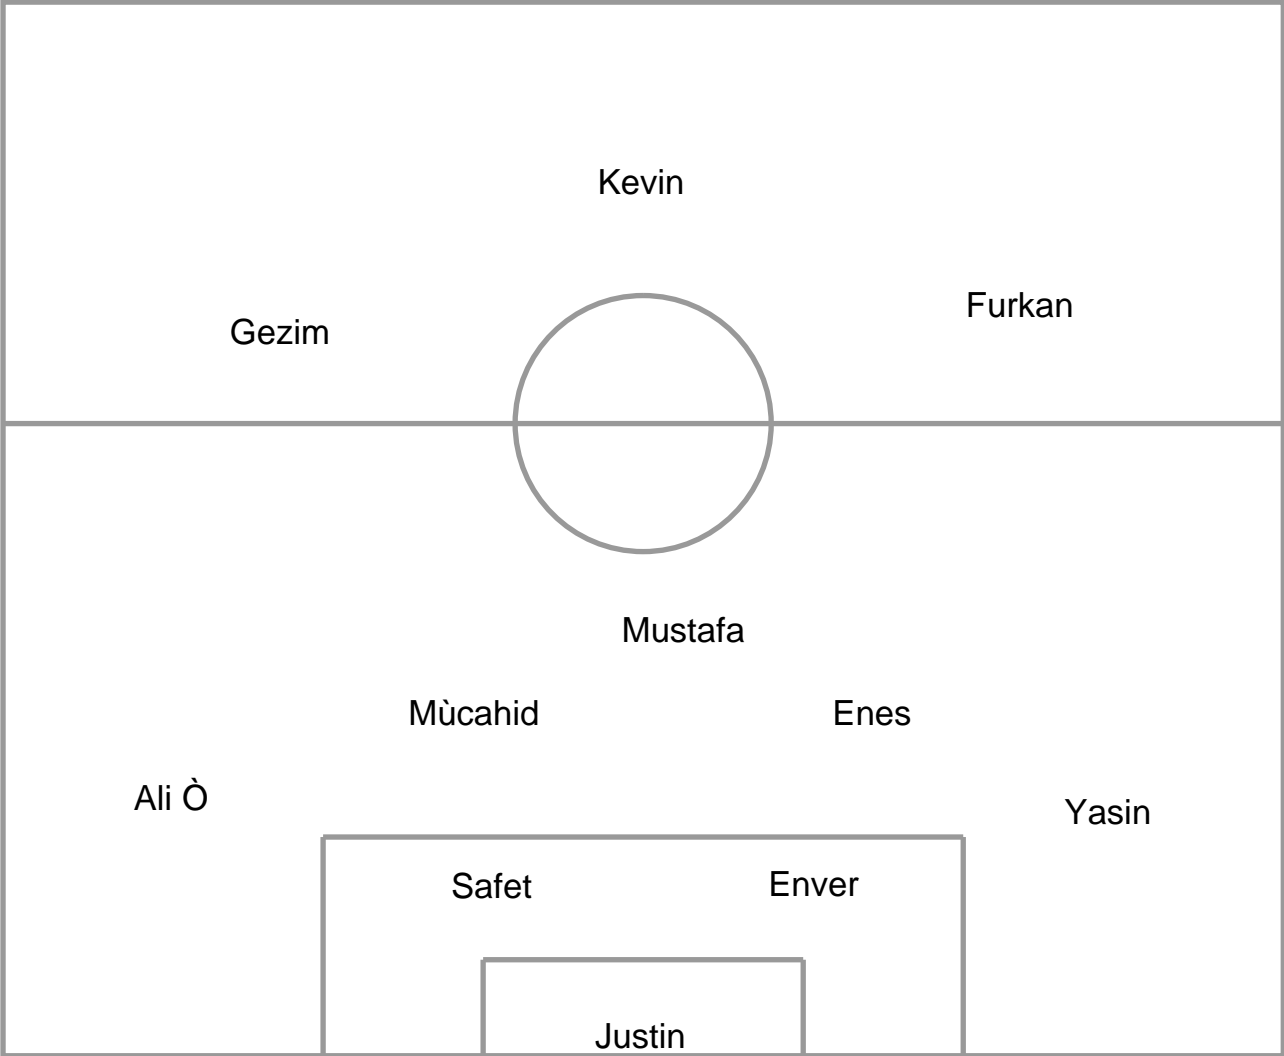 Kevin
Furkan
Gezim
Mustafa
Mùcahid
Enes
Ali Ò
Yasin
Safet
Enver
Justin